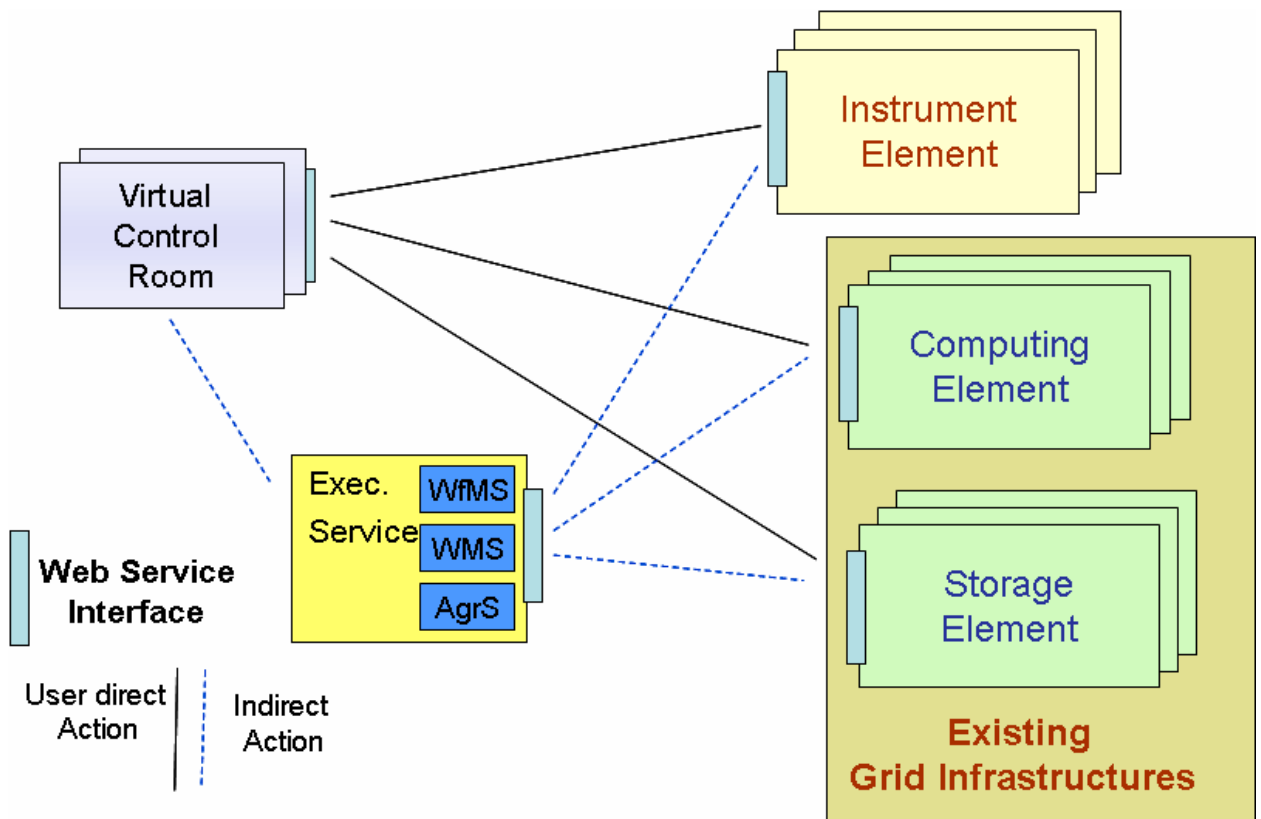 Instrument
Element
Virtual
Control
Room
Computing
Element
Exec.
Service
WfMS
WMS
AgrS
Storage
Element
Web Service
Interface
User direct
Action
Indirect
Action
Existing
Grid Infrastructures